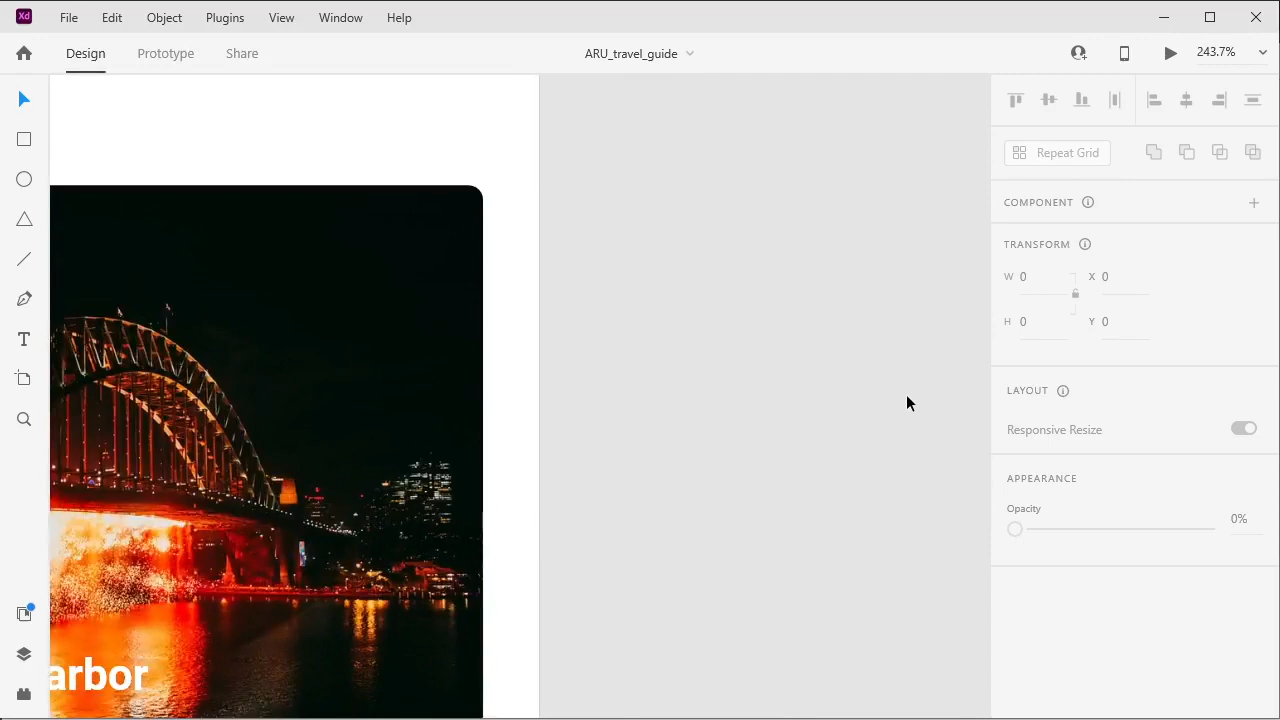 Xd File Edit Object Plugins View Window Help
Design Prototype Share ARU_travel_guide 243.7%
Repeat Grid
COMPONENT
TRANSFORM
W 0 X 0
H 0 Y 0
LAYOUT
Responsive Resize
APPEARANCE
Opacity
0%
T
arbor